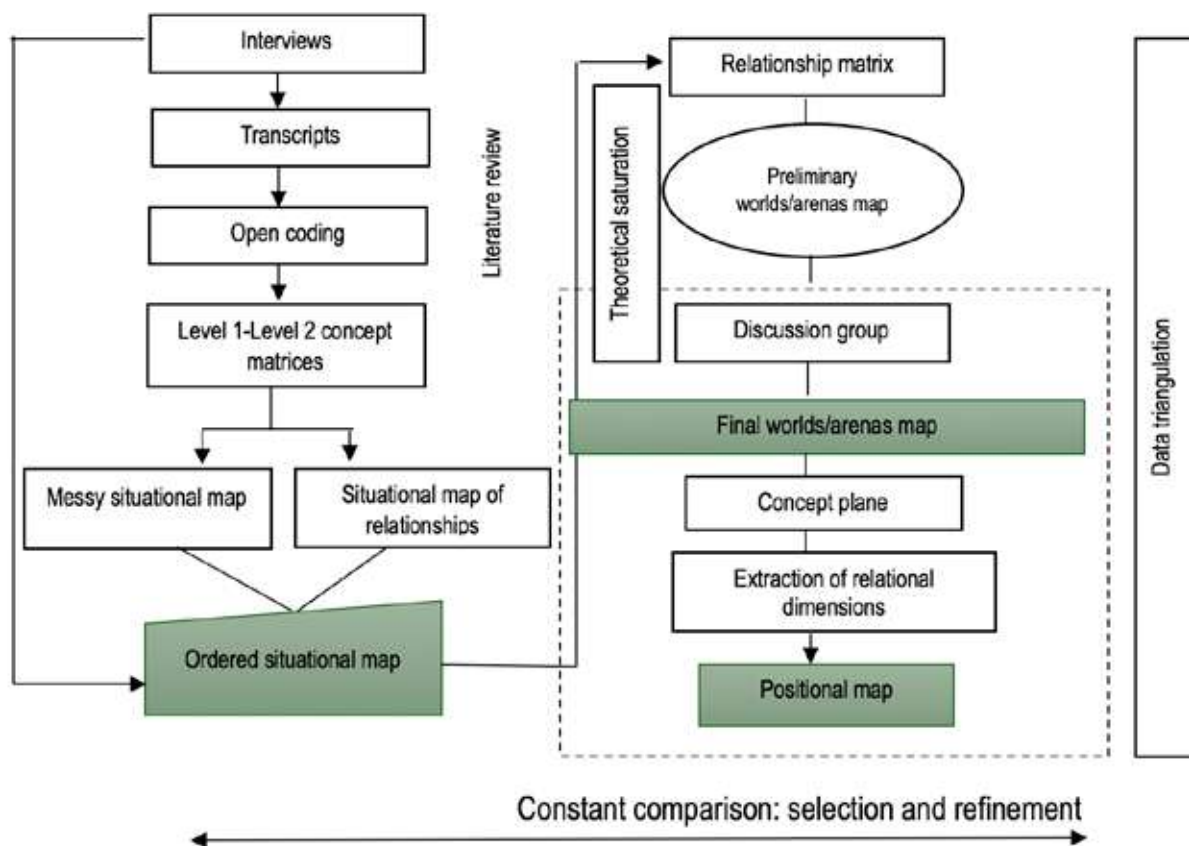 Interviews
Transcripts
Open coding
Level 1-Level 2 concept
matrices
Messy situational map
Situational map of
relationships
Ordered situational map
Literature review
Relationship matrix
Theoretical saturation
Preliminary
worlds/arenas map
Discussion group
Final worlds/arenas map
Concept plane
Extraction of relational
dimensions
Positional map
Data triangulation
Constant comparison: selection and refinement